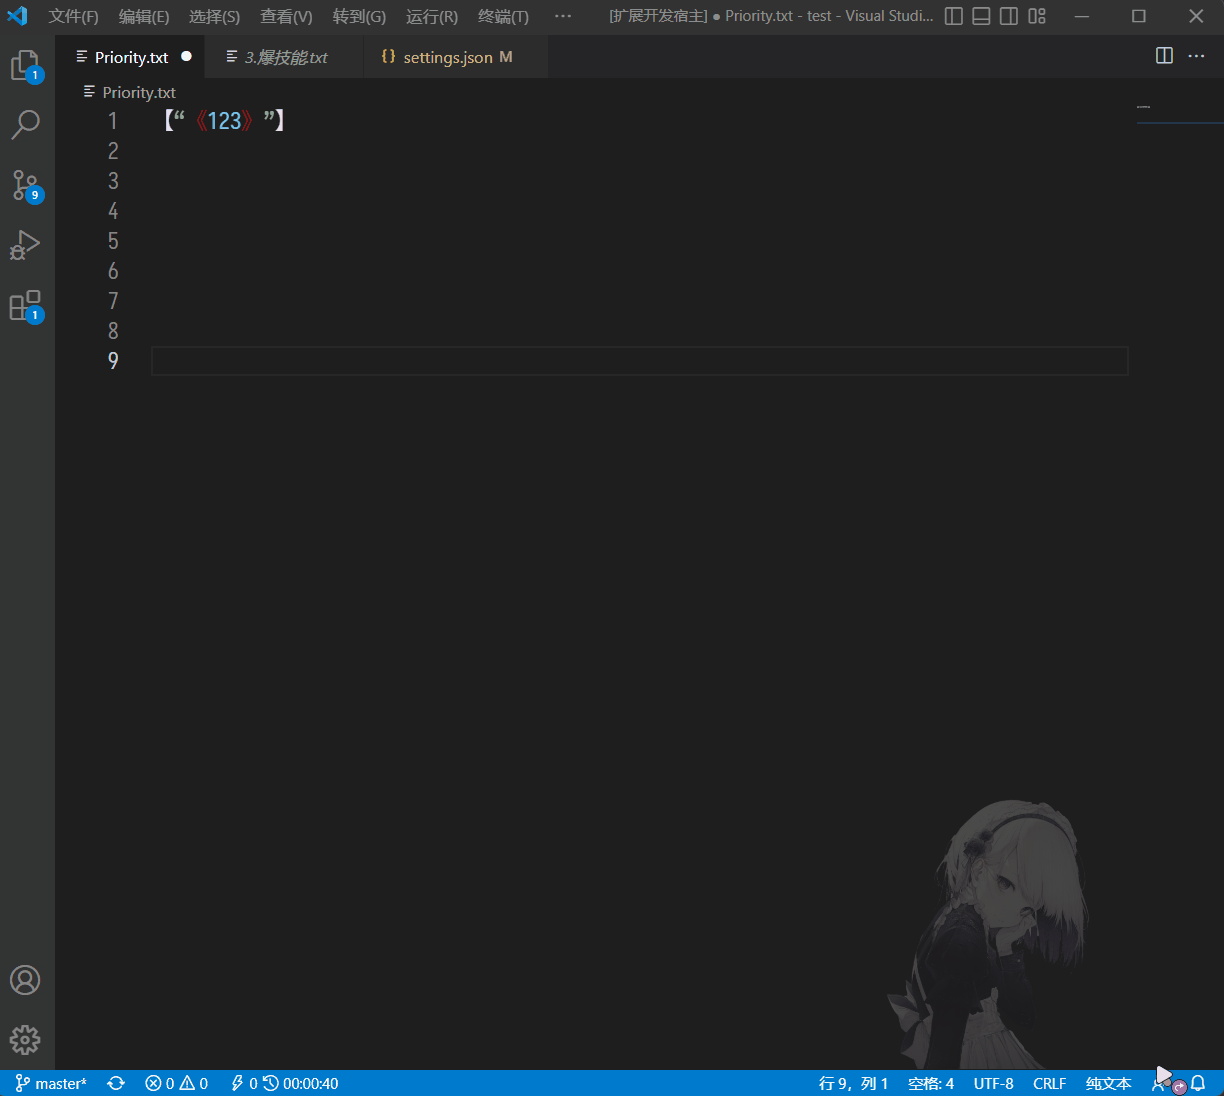 文件(F) 编辑(E) 选择(S) 查看(V) 转到(G) 运行(R) 终端(T) ··· [扩展开发宿主] ● Priority.txt - test - Visual Studi...
Priority.txt ● 3.爆技能.txt {} settings.json M ···
1 Priority.txt
1 【“《123》”】
2
3
9
4
5
6
7
1
8
9
master* 0 0 0 00:00:40 行 9，列 1 空格: 4 UTF-8 CRLF 纯文本